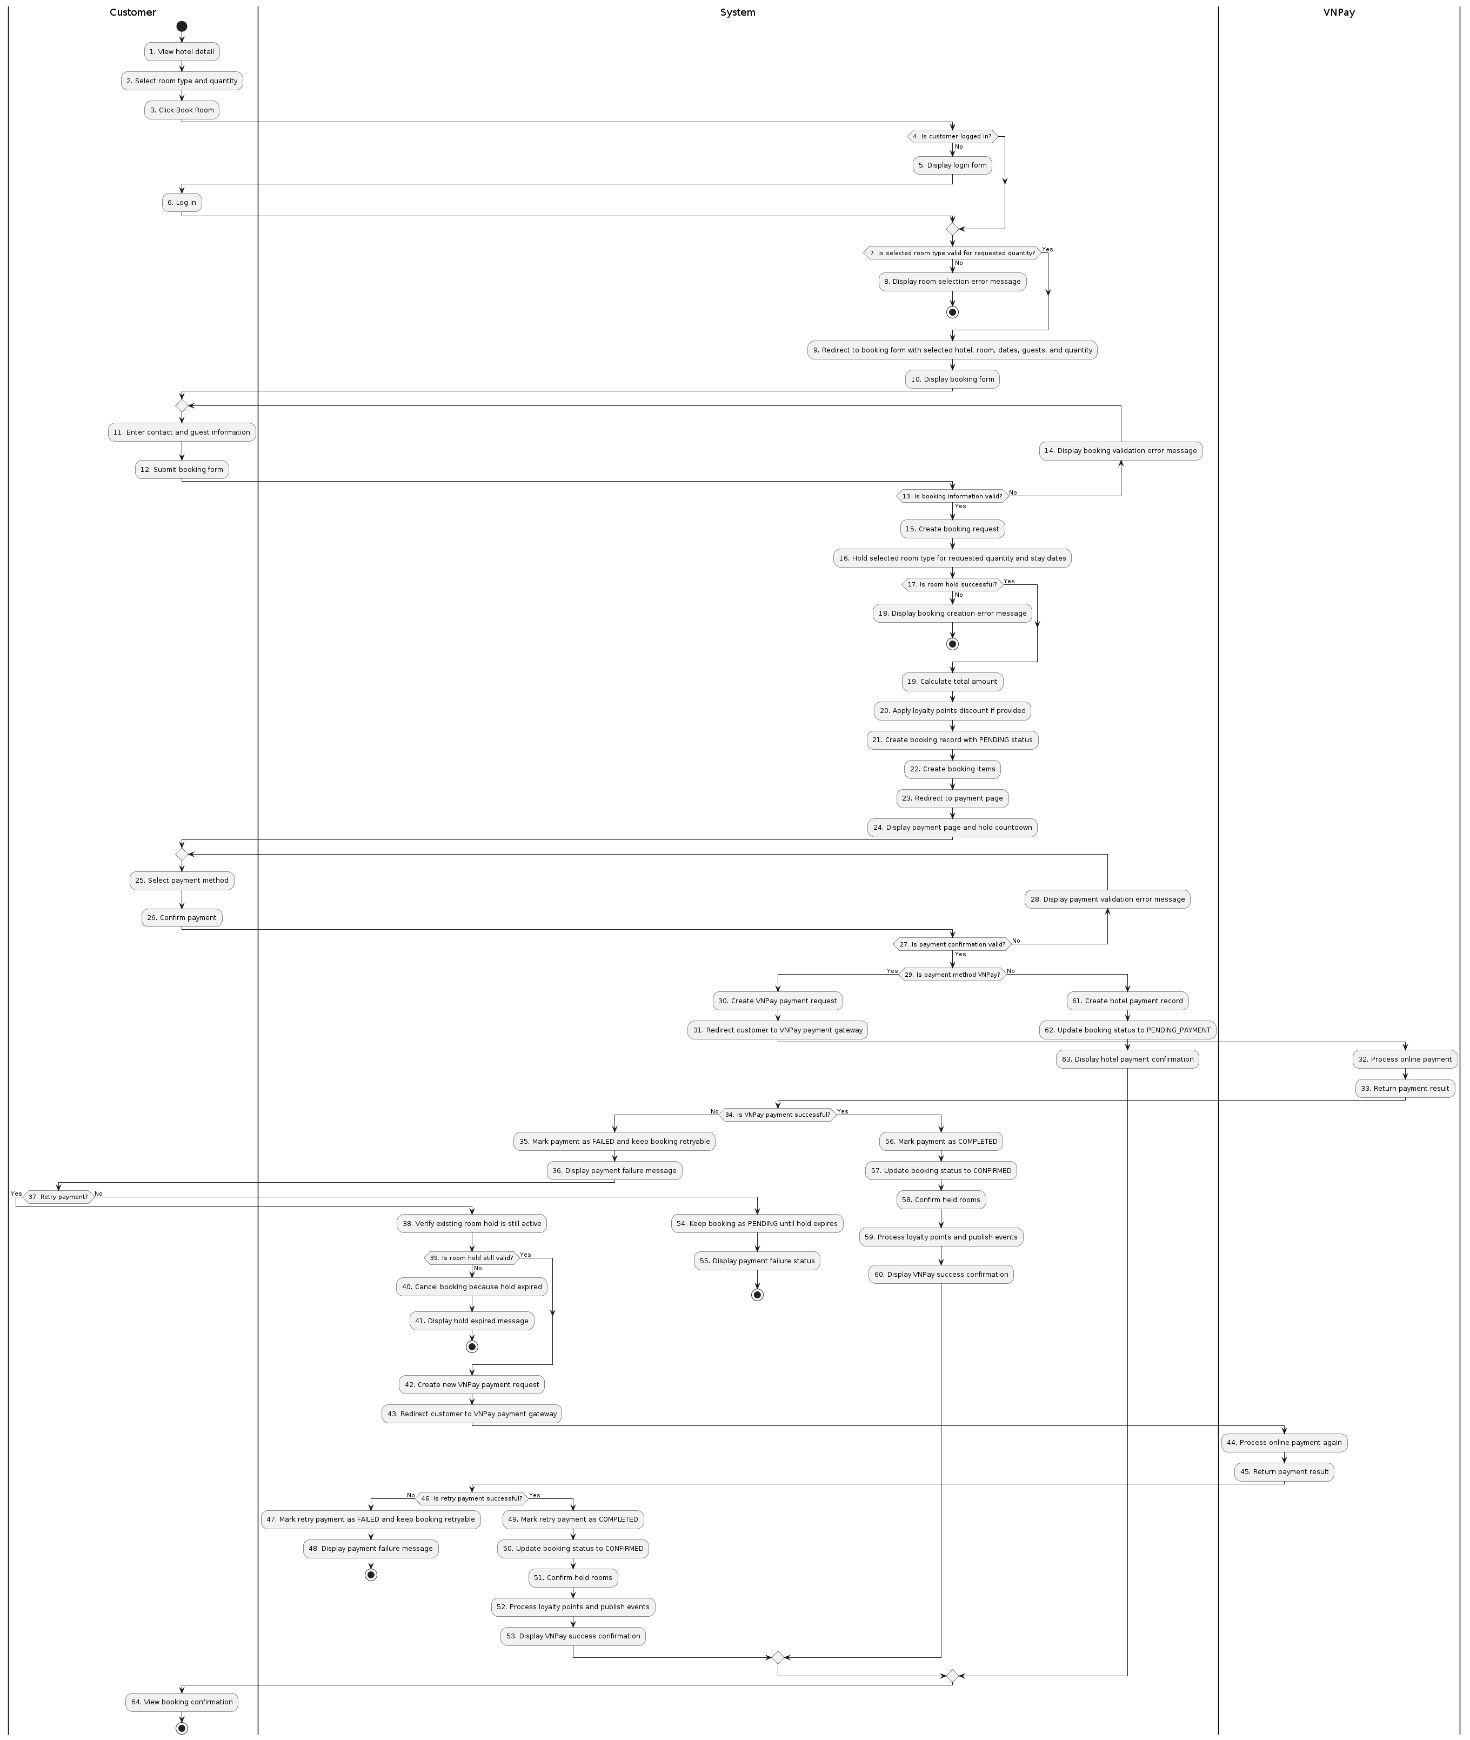 Customer
System
VNPay
1. View hotel detail
2. Select room type and quantity
3. Click Book Room
4. Is customer logged in?
No
5. Display login form
6. Log in
7. Is selected room type valid for requested quantity?
Yes
No
8. Display room selection error message
9. Redirect to booking form with selected hotel, room, dates, guests, and quantity
10. Display booking form
11. Enter contact and guest information
14. Display booking validation error message
12. Submit booking form
13. Is booking information valid?
No
Yes
15. Create booking request
16. Hold selected room type for requested quantity and stay dates
17. Is room hold successful?
Yes
No
18. Display booking creation error message
19. Calculate total amount
20. Apply loyalty points discount if provided
21. Create booking record with PENDING status
22. Create booking items
23. Redirect to payment page
24. Display payment page and hold countdown
25. Select payment method
28. Display payment validation error message
26. Confirm payment
27. Is payment confirmation valid?
No
Yes
Yes
29. Is payment method VNPay?
No
30. Create VNPay payment request
61. Create hotel payment record
31. Redirect customer to VNPay payment gateway
62. Update booking status to PENDING_PAYMENT
63. Display hotel payment confirmation
32. Process online payment
33. Return payment result
No
34. Is VNPay payment successful?
Yes
35. Mark payment as FAILED and keep booking retryable
56. Mark payment as COMPLETED
36. Display payment failure message
57. Update booking status to CONFIRMED
Yes
37. Retry payment?
No
58. Confirm held rooms
38. Verify existing room hold is still active
54. Keep booking as PENDING until hold expires
59. Process loyalty points and publish events
39. Is room hold still valid?
Yes
No
55. Display payment failure status
60. Display VNPay success confirmation
40. Cancel booking because hold expired
41. Display hold expired message
42. Create new VNPay payment request
43. Redirect customer to VNPay payment gateway
44. Process online payment again
45. Return payment result
No
46. Is retry payment successful?
Yes
47. Mark retry payment as FAILED and keep booking retryable
49. Mark retry payment as COMPLETED
48. Display payment failure message
50. Update booking status to CONFIRMED
51. Confirm held rooms
52. Process loyalty points and publish events
53. Display VNPay success confirmation
64. View booking confirmation